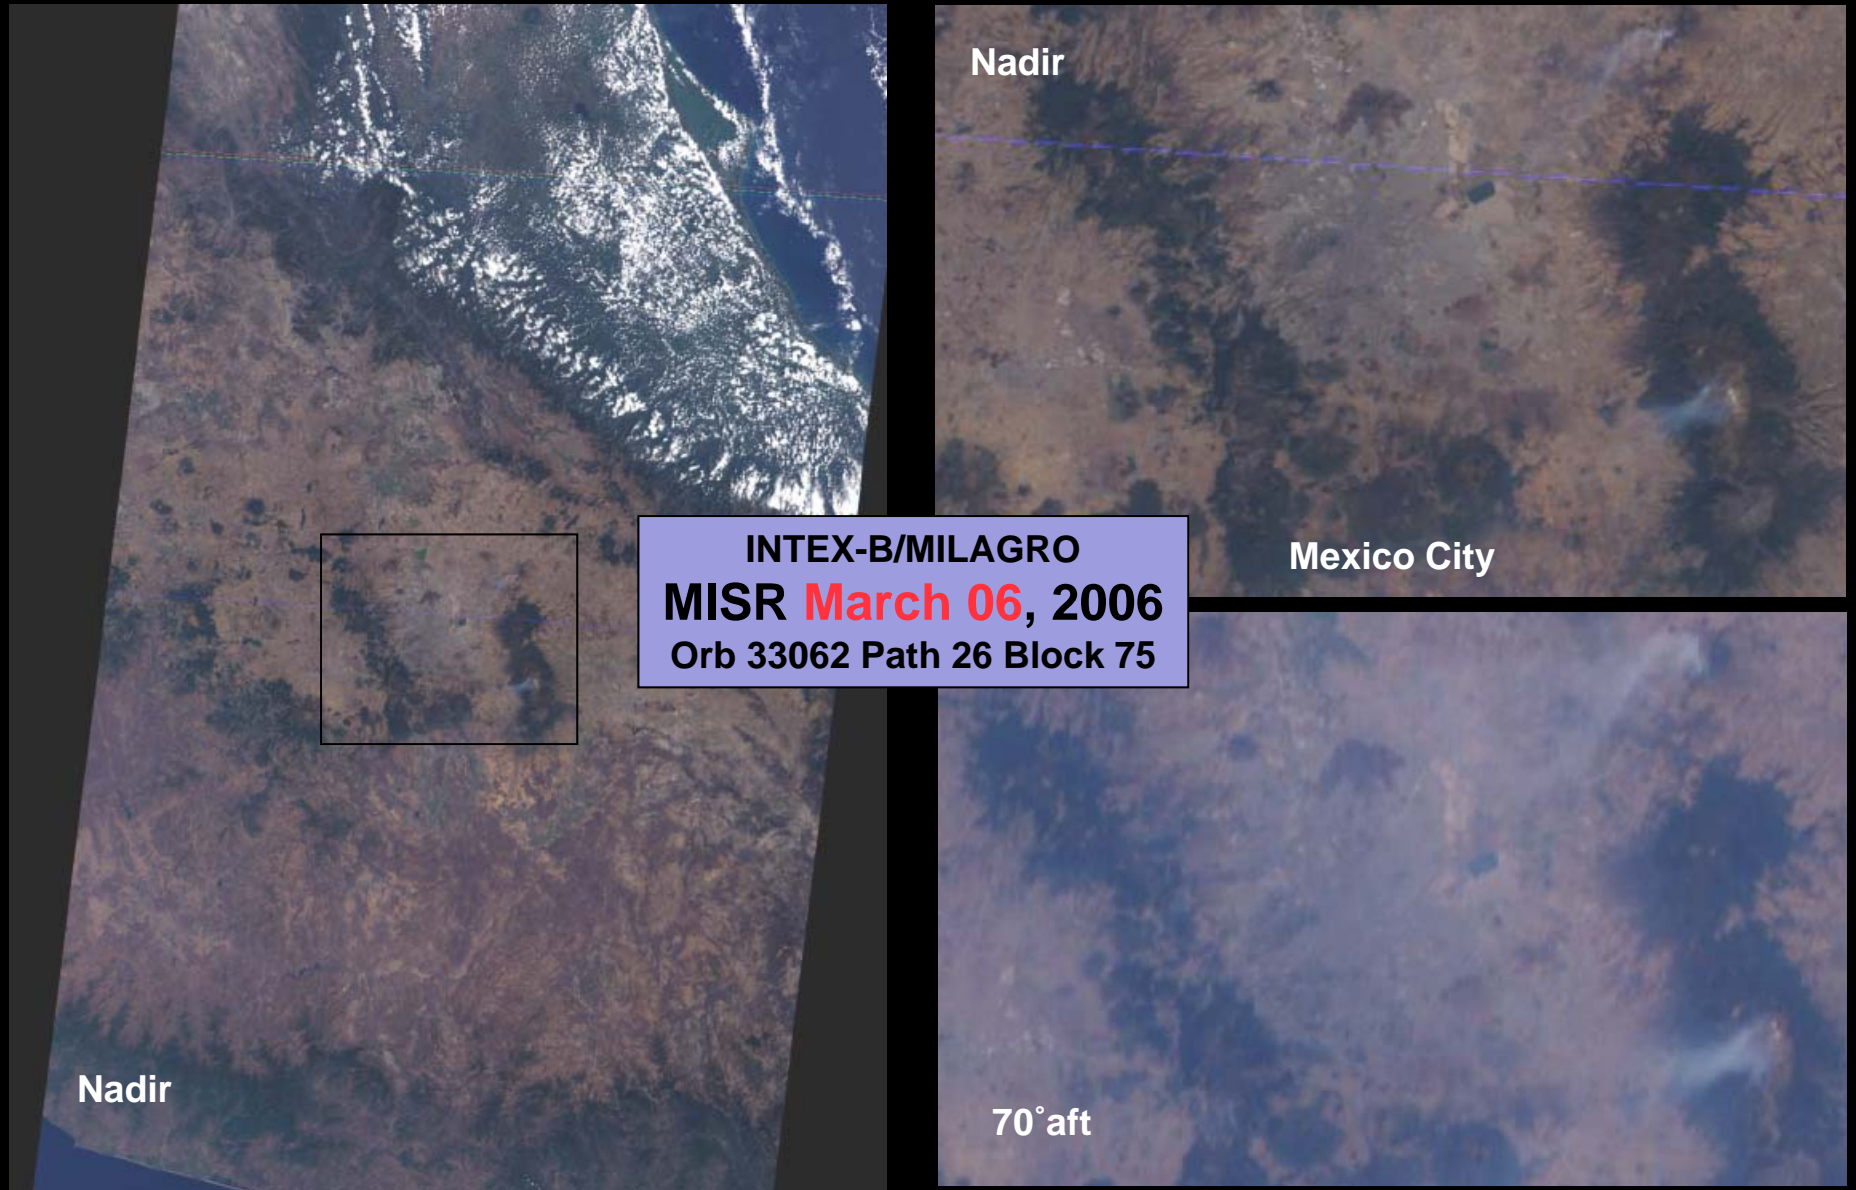 Nadir
Nadir
Mexico City
INTEX-B/MILAGRO
MISR March 06, 2006
Orb 33062 Path 26 Block 75
70˚aft